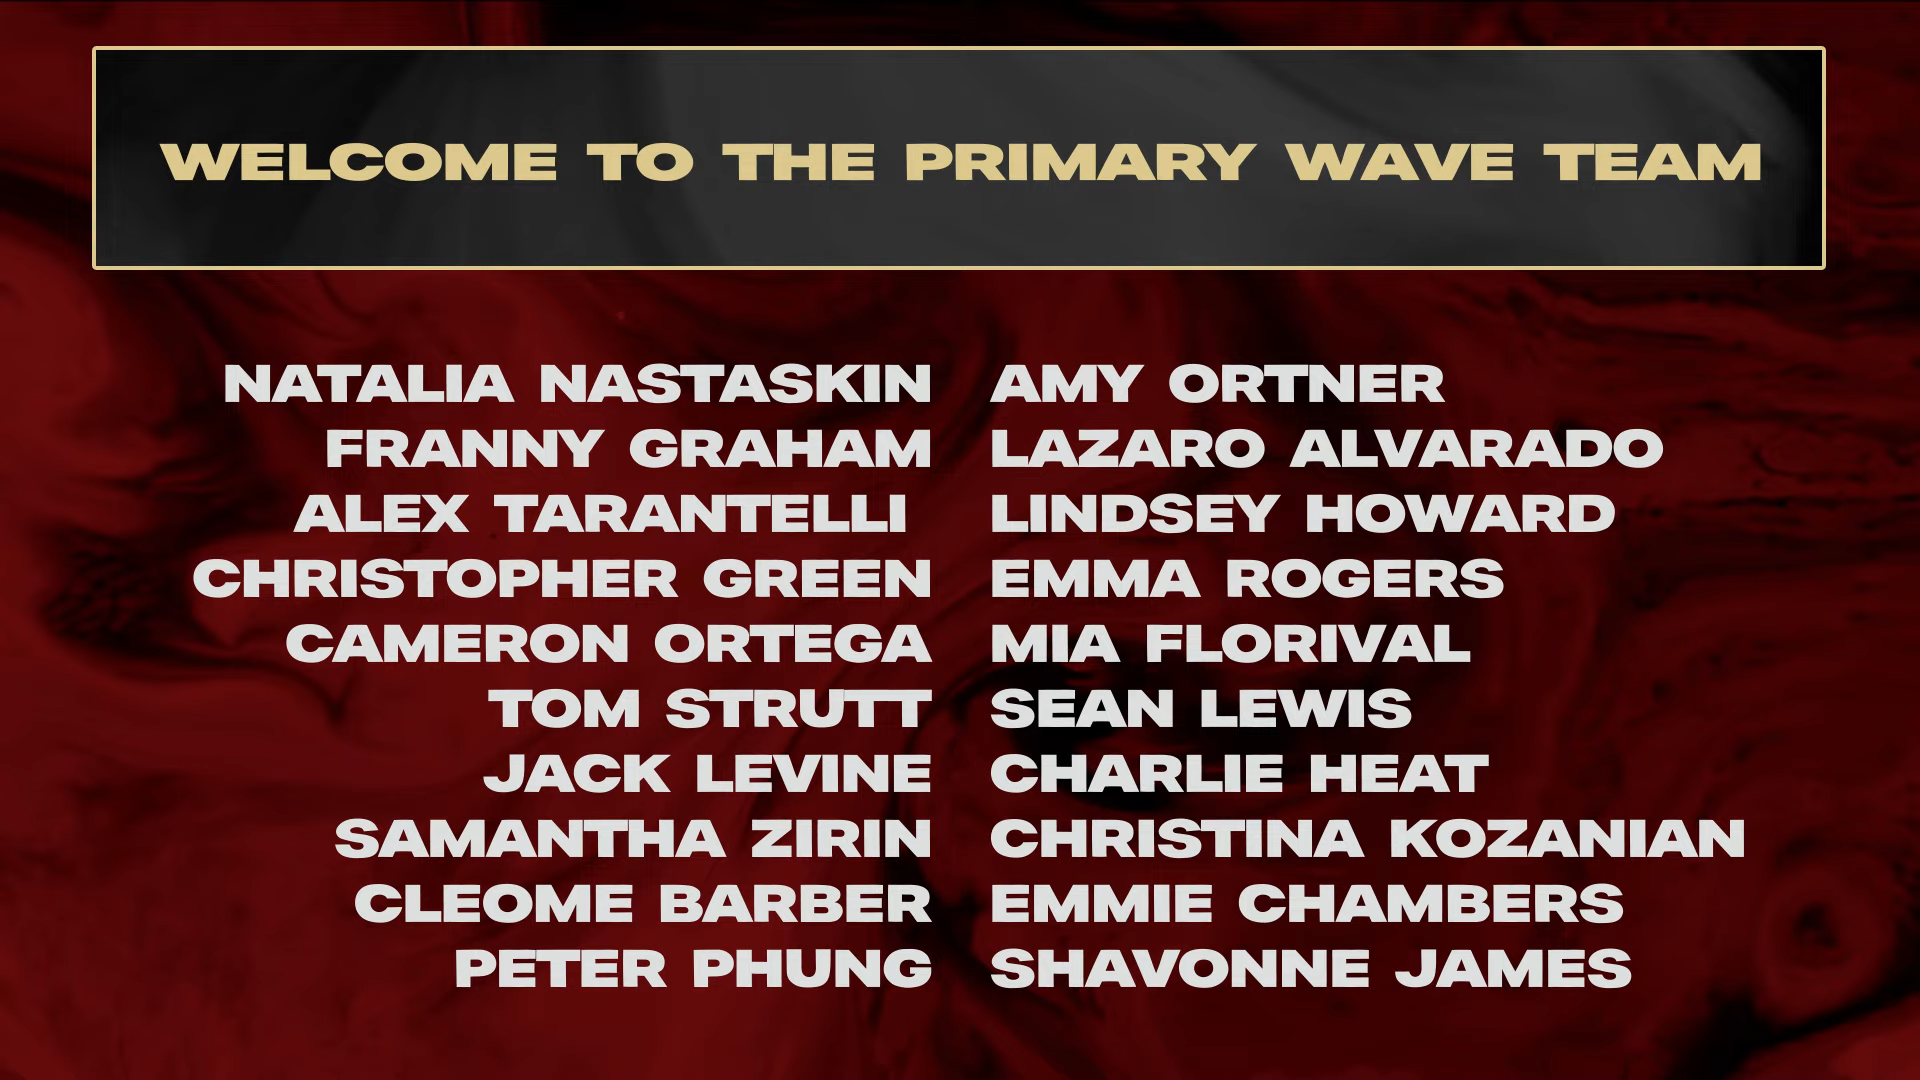 WELCOME TO THE PRIMARY WAVE TEAM
NATALIA NASTASKIN
FRANNY GRAHAM
ALEX TARANTELLI
CHRISTOPHER GREEN
CAMERON ORTEGA
TOM STRUTT
JACK LEVINE
SAMANTHA ZIRIN
CLEOME BARBER
PETER PHUNG
AMY ORTNER
LAZARO ALVARADO
LINDSEY HOWARD
EMMA ROGERS
MIA FLORIVAL
SEAN LEWIS
CHARLIE HEAT
CHRISTINA KOZANIAN
EMMIE CHAMBERS
SHAVONNE JAMES